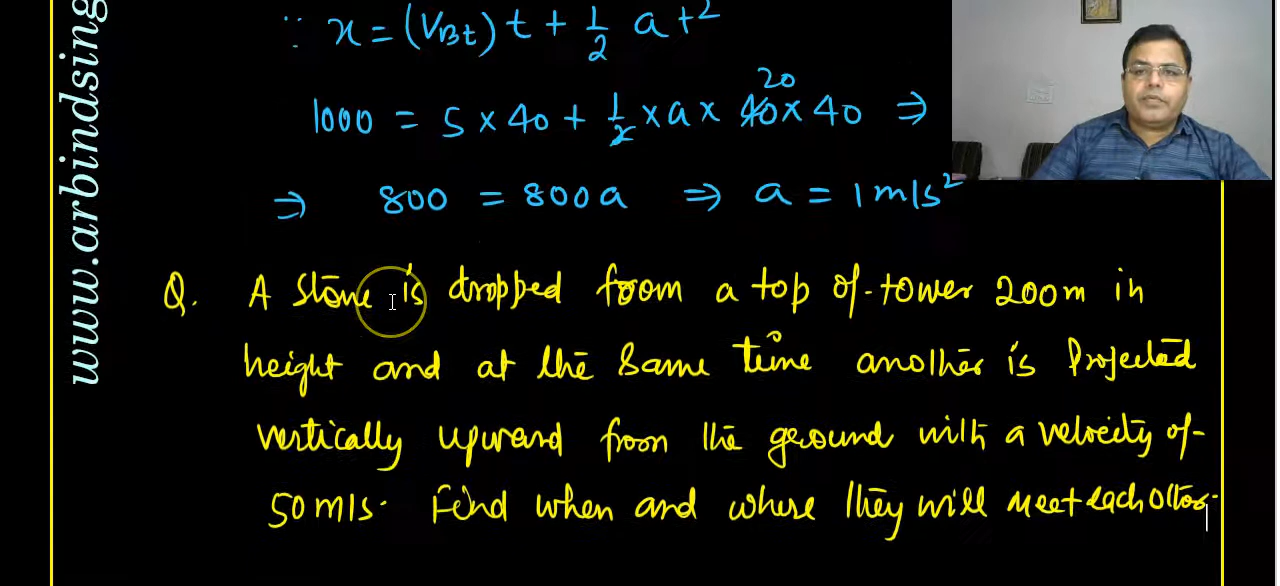 ∵ x = (VBt) t + 1/2 a t²
1000 = 5 × 40 + 1/2 × a × 40 × 40 ⇒
20
⇒ 800 = 800a ⇒ a = 1 m/s²
Q. A stone is dropped from a top of tower 200m in
height and at the same time another is Projected
vertically upward from the ground with a velocity of
50 m/s. Find when and where they will meet each other.
www.arbindsing